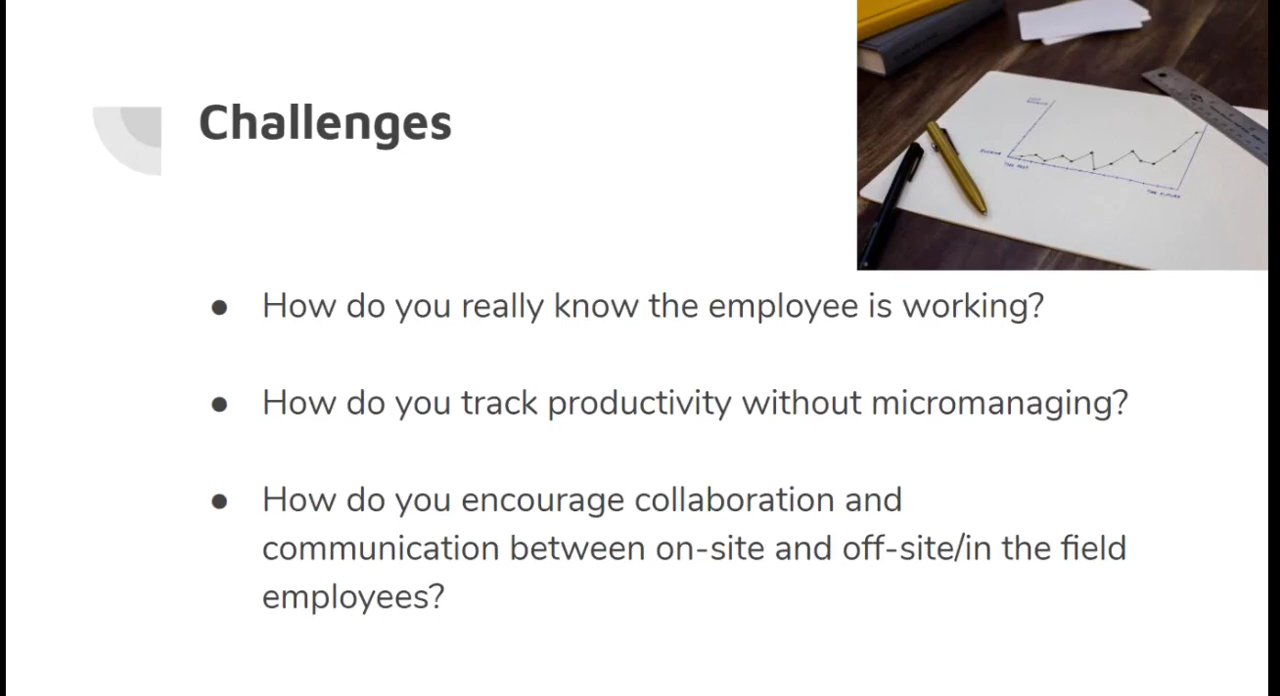 Challenges
● How do you really know the employee is working?
● How do you track productivity without micromanaging?
● How do you encourage collaboration and
communication between on-site and off-site/in the field
employees?